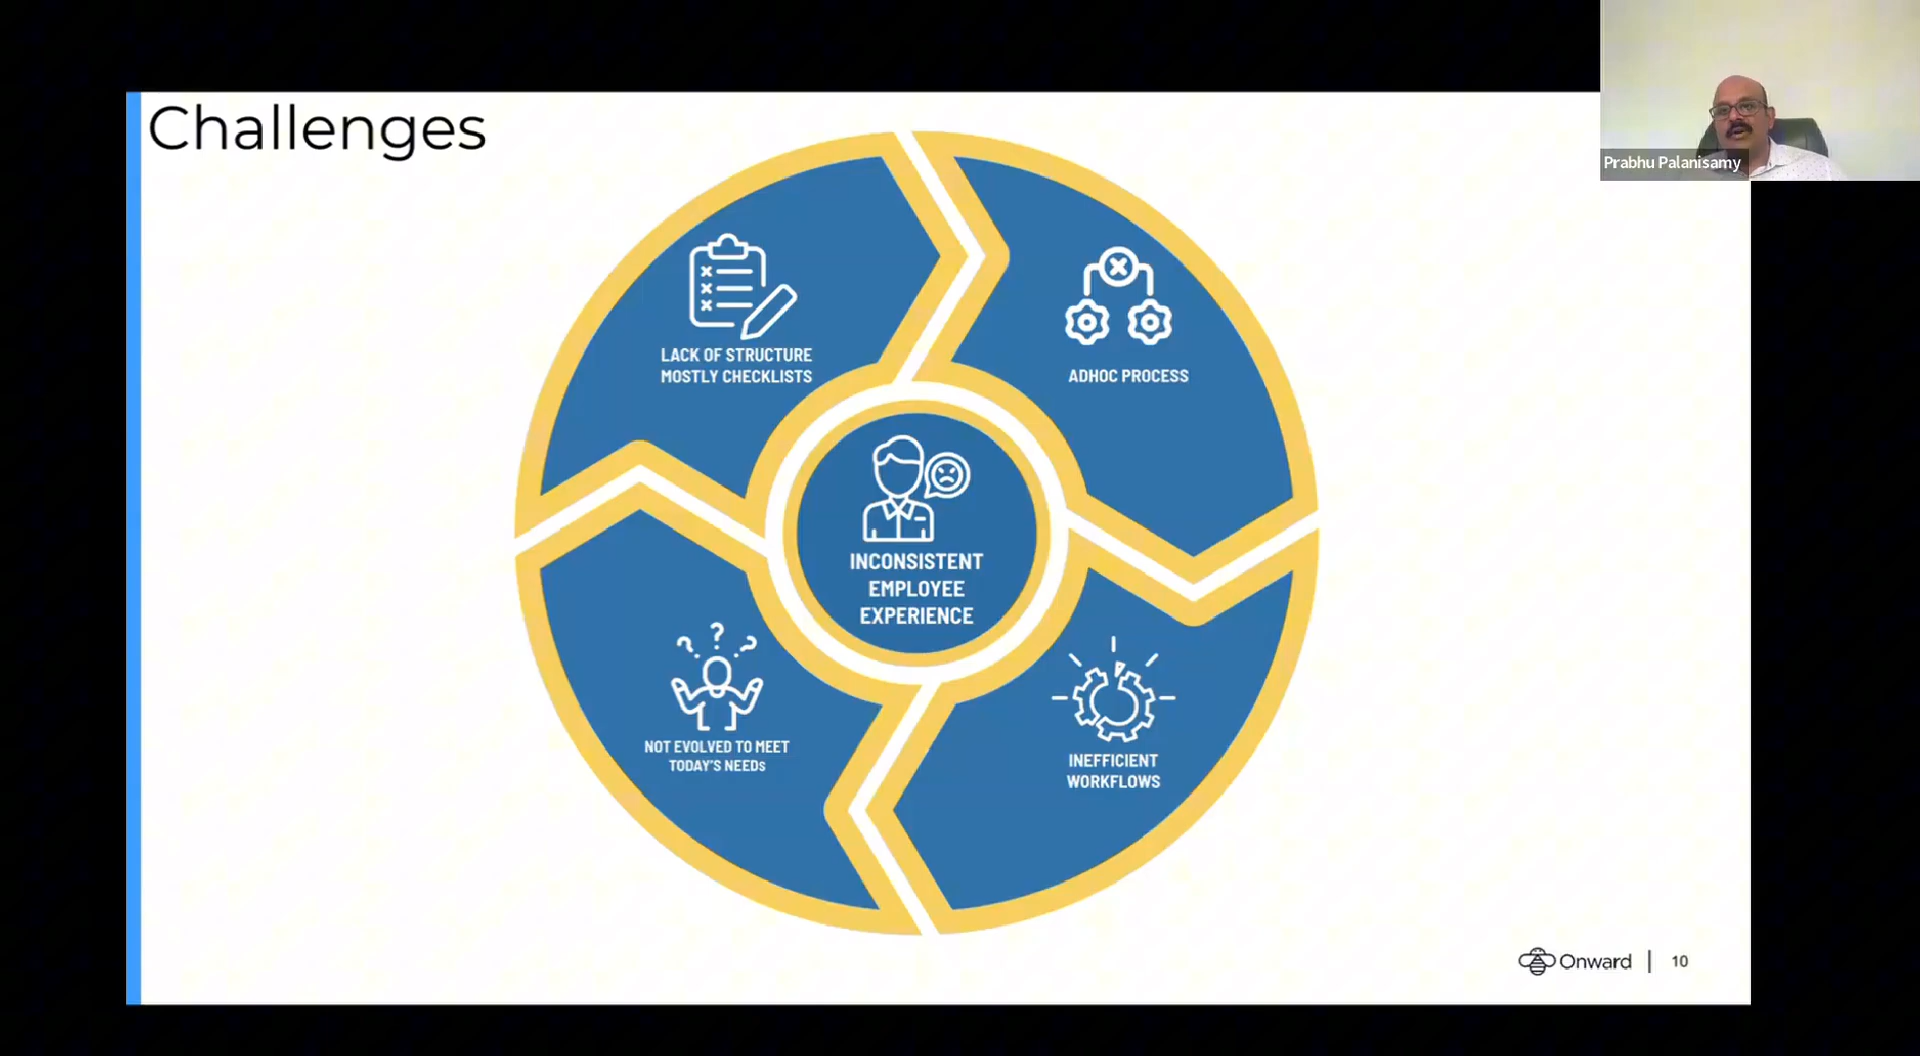 Challenges
Prabhu Palanisamy
LACK OF STRUCTURE
MOSTLY CHECKLISTS
ADHOC PROCESS
INCONSISTENT
EMPLOYEE
EXPERIENCE
NOT EVOLVED TO MEET
TODAY'S NEEDs
INEFFICIENT
WORKFLOWS
Onward | 10